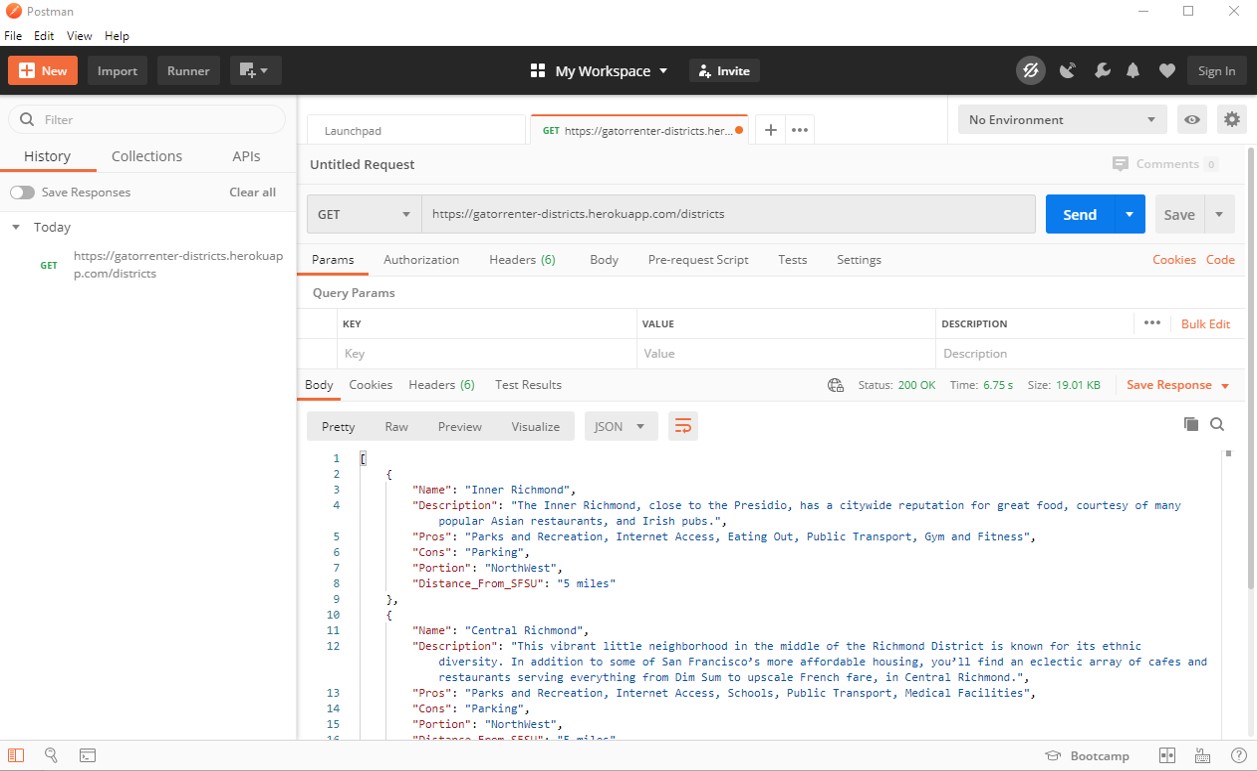 Postman
File Edit View Help
New Import Runner My Workspace Invite Sign In
Filter
History Collections APIs
Save Responses Clear all
Today
GET https://gatorrenter-districts.herokuap
p.com/districts
Launchpad GET https://gatorrenter-districts.her... + ••• No Environment
Untitled Request Comments 0
GET https://gatorrenter-districts.herokuapp.com/districts Send Save
Params Authorization Headers (6) Body Pre-request Script Tests Settings Cookies Code
Query Params
KEY VALUE DESCRIPTION ••• Bulk Edit
Key Value Description
Body Cookies Headers (6) Test Results Status: 200 OK Time: 6.75 s Size: 19.01 KB Save Response
Pretty Raw Preview Visualize JSON
1 [
2 {
3 "Name": "Inner Richmond",
4 "Description": "The Inner Richmond, close to the Presidio, has a citywide reputation for great food, courtesy of many
popular Asian restaurants, and Irish pubs.",
5 "Pros": "Parks and Recreation, Internet Access, Eating Out, Public Transport, Gym and Fitness",
6 "Cons": "Parking",
7 "Portion": "NorthWest",
8 "Distance_From_SFSU": "5 miles"
9 },
10 {
11 "Name": "Central Richmond",
12 "Description": "This vibrant little neighborhood in the middle of the Richmond District is known for its ethnic
diversity. In addition to some of San Francisco’s more affordable housing, you’ll find an eclectic array of cafes and
restaurants serving everything from Dim Sum to upscale French fare, in Central Richmond.",
13 "Pros": "Parks and Recreation, Internet Access, Schools, Public Transport, Medical Facilities",
14 "Cons": "Parking",
15 "Portion": "NorthWest",
16 "Distance_From_SFSU": "5 miles"
Bootcamp